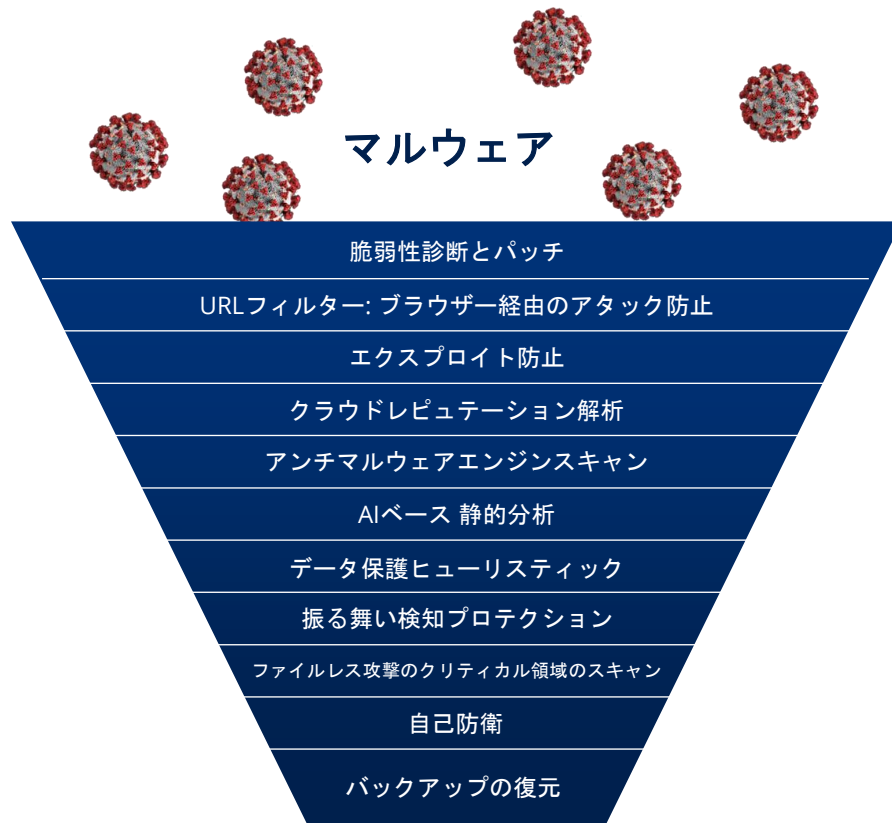 マルウェア
脆弱性診断とパッチ
URLフィルター: ブラウザー経由のアタック防止
エクスプロイト防止
クラウドレピュテーション解析
アンチマルウェアエンジンスキャン
AIベース 静的分析
データ保護ヒューリスティック
振る舞い検知プロテクション
ファイルレス攻撃のクリティカル領域のスキャン
自己防衛
バックアップの復元